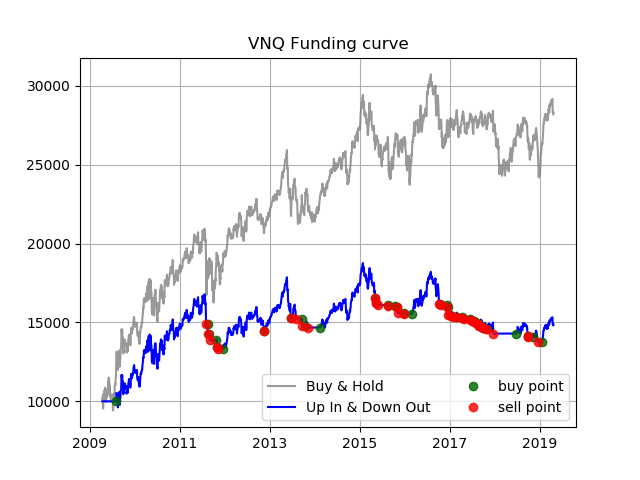 VNQ Funding curve
30000
25000
20000
15000
10000
Buy & Hold
Up In & Down Out
buy point
sell point
2009 2011 2013 2015 2017 2019